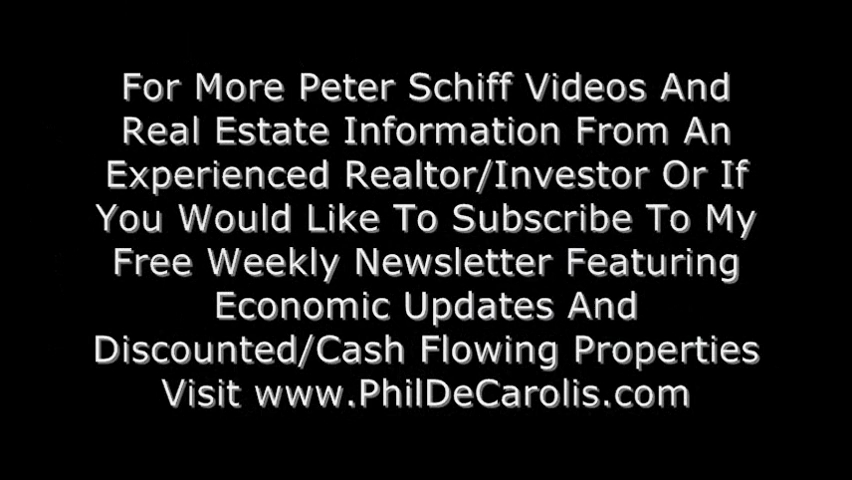 For More Peter Schiff Videos And
Real Estate Information From An
Experienced Realtor/Investor Or If
You Would Like To Subscribe To My
Free Weekly Newsletter Featuring
Economic Updates And
Discounted/Cash Flowing Properties
Visit www.PhilDeCarolis.com